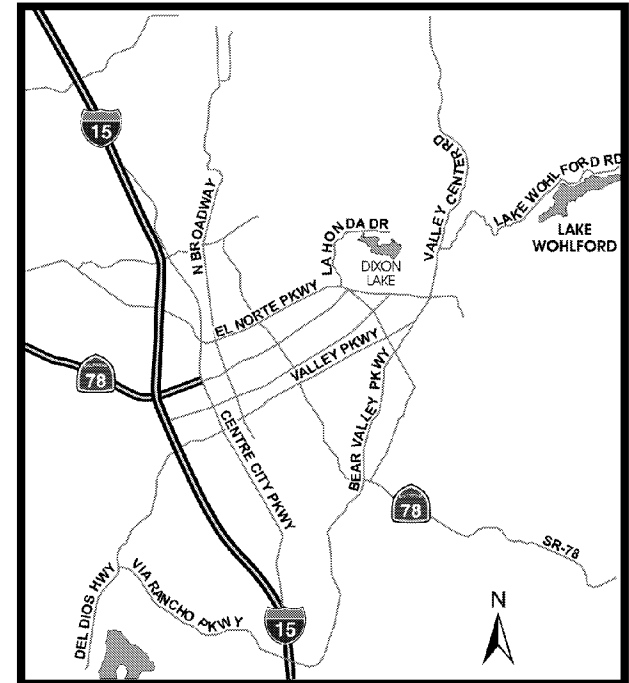 15
VALLEY CENTER RD
LAKE WOHLFORD RD
LAKE
WOHLFORD
N BROADWAY
LA HONDA DR
DIXON
LAKE
EL NORTE PKWY
VALLEY PKWY
78
BEAR VALLEY PKWY
CENTRE CITY PKWY
78
SR-78
DEL DIOS HWY
VIA RANCHO PKWY
15
N